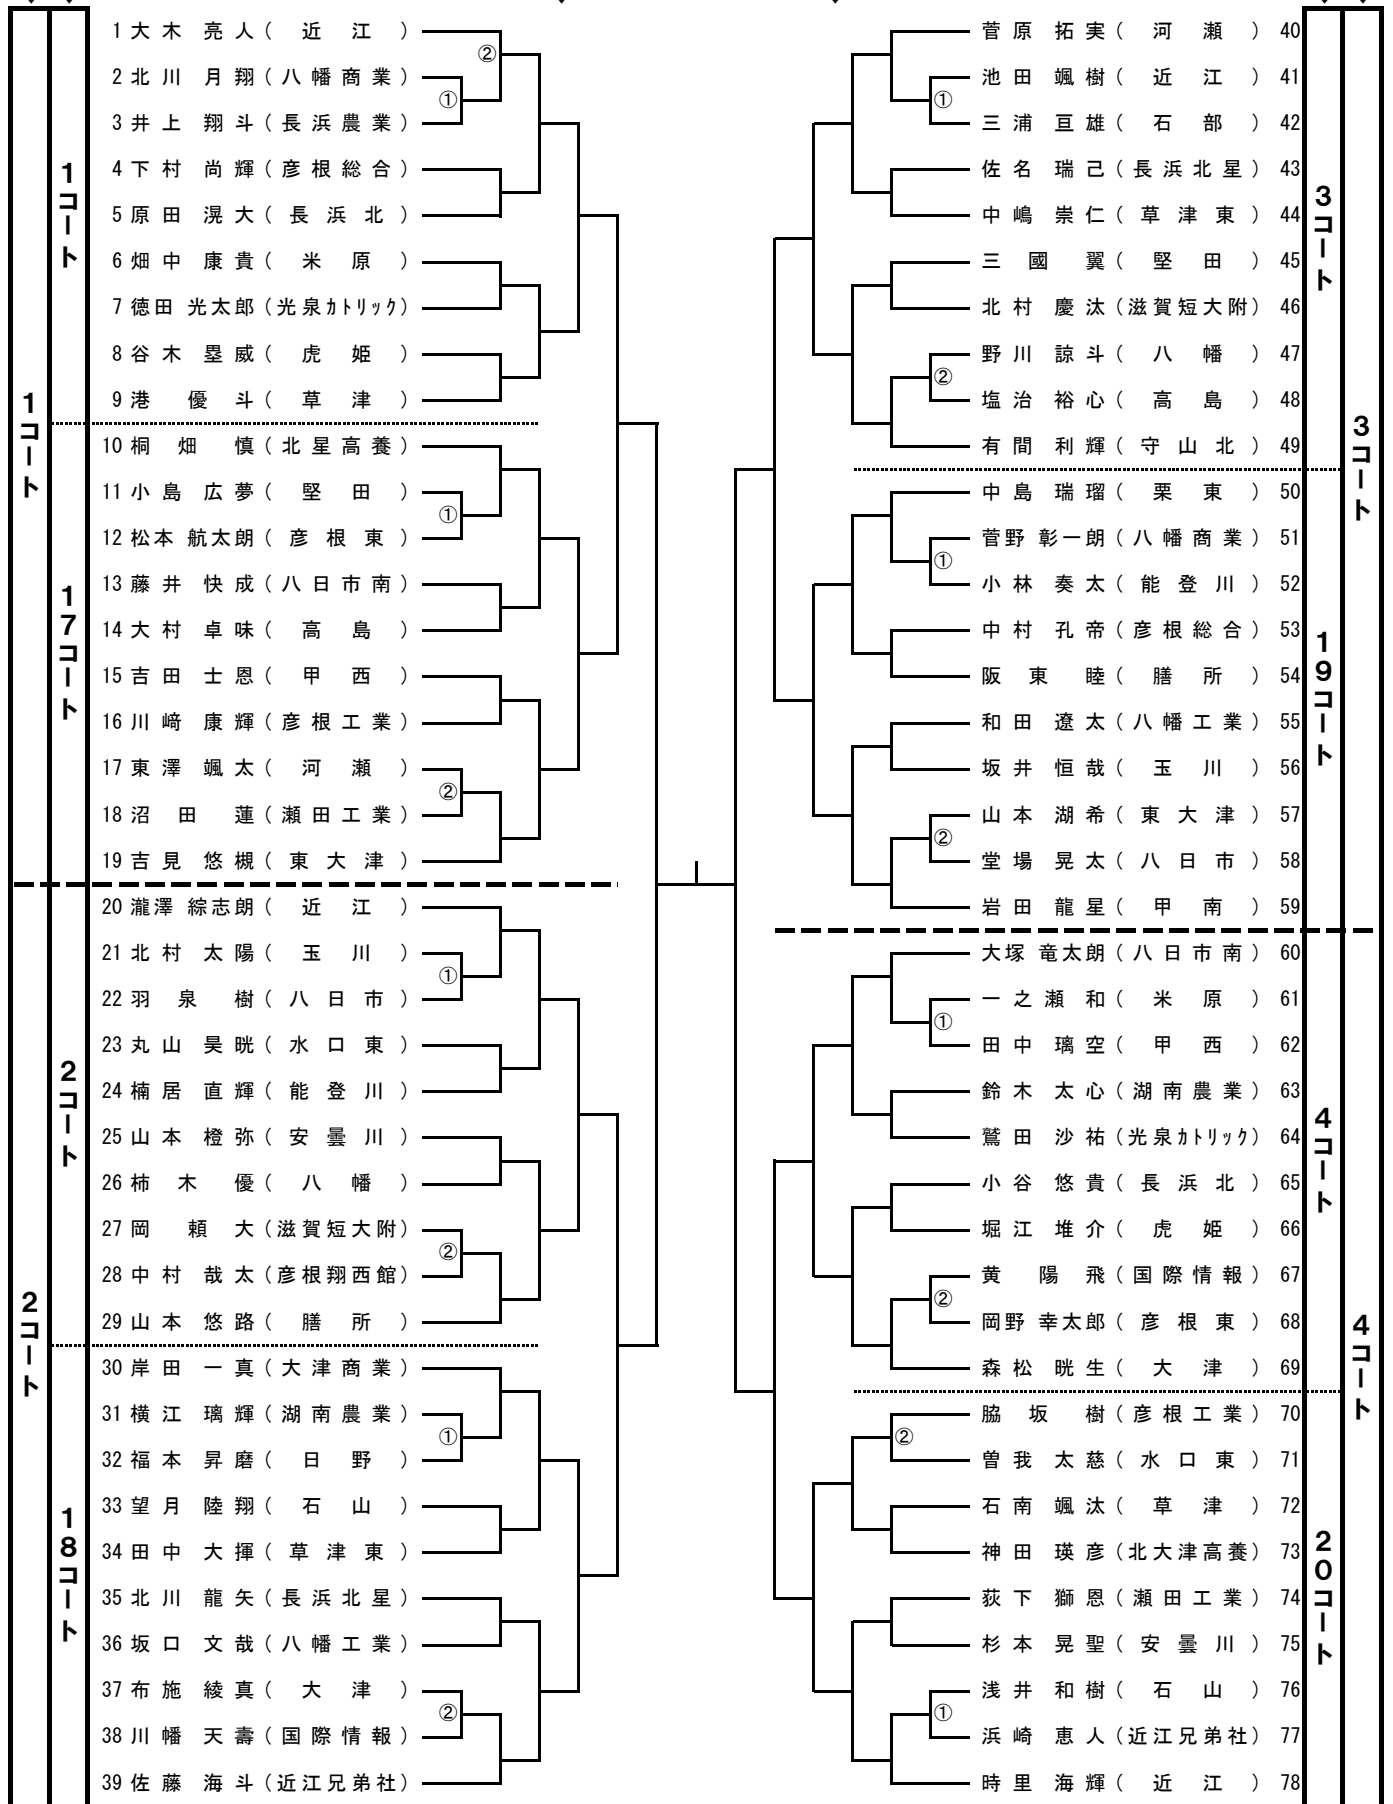 1 大木 亮人 (近江)
2 北川 月翔 (八幡商業)
①
②
3 井上 翔斗 (長浜農業)
4 下村 尚輝 (彦根総合)
5 原田 滉大 (長浜北)
6 畑中 康貴 (米原)
7 徳田 光太郎 (光泉カトリック)
8 谷木 塁威 (虎姫)
9 港 優斗 (草津)
1コート
1コート
10 桐畑 慎 (北星高養)
11 小島 広夢 (堅田)
①
12 松本 航太朗 (彦根東)
13 藤井 快成 (八日市南)
14 大村 卓味 (高島)
15 吉田 士恩 (甲西)
16 川﨑 康輝 (彦根工業)
17 東澤 颯太 (河瀬)
②
18 沼田 蓮 (瀬田工業)
19 吉見 悠槻 (東大津)
17コート
20 瀧澤 綜志朗 (近江)
21 北村 太陽 (玉川)
①
22 羽泉 樹 (八日市)
23 丸山 昊晄 (水口東)
24 楠居 直輝 (能登川)
25 山本 橙弥 (安曇川)
26 柿木 優 (八幡)
27 岡 頼大 (滋賀短大附)
②
28 中村 哉太 (彦根翔西館)
29 山本 悠路 (膳所)
2コート
2コート
30 岸田 一真 (大津商業)
31 横江 璃輝 (湖南農業)
①
32 福本 昇磨 (日野)
33 望月 陸翔 (石山)
34 田中 大揮 (草津東)
35 北川 龍矢 (長浜北星)
36 坂口 文哉 (八幡工業)
37 布施 綾真 (大津)
②
38 川幡 天壽 (国際情報)
39 佐藤 海斗 (近江兄弟社)
18コート
菅原 拓実 (河瀬) 40
池田 颯樹 (近江) 41
①
三浦 亘雄 (石部) 42
佐名 瑞己 (長浜北星) 43
中嶋 崇仁 (草津東) 44
三國 翼 (堅田) 45
北村 慶汰 (滋賀短大附) 46
野川 諒斗 (八幡) 47
②
塩治 裕心 (高島) 48
有間 利輝 (守山北) 49
3コート
3コート
中島 瑞瑠 (栗東) 50
菅野 彰一朗 (八幡商業) 51
①
小林 奏太 (能登川) 52
中村 孔帝 (彦根総合) 53
阪東 睦 (膳所) 54
和田 遼太 (八幡工業) 55
坂井 恒哉 (玉川) 56
山本 湖希 (東大津) 57
②
堂場 晃太 (八日市) 58
岩田 龍星 (甲南) 59
19コート
大塚 竜太朗 (八日市南) 60
一之瀬 和 (米原) 61
①
田中 璃空 (甲西) 62
鈴木 太心 (湖南農業) 63
鷲田 沙祐 (光泉カトリック) 64
小谷 悠貴 (長浜北) 65
堀江 堆介 (虎姫) 66
黄 陽飛 (国際情報) 67
②
岡野 幸太郎 (彦根東) 68
森松 晄生 (大津) 69
4コート
4コート
脇坂 樹 (彦根工業) 70
②
曽我 太慈 (水口東) 71
石南 颯汰 (草津) 72
神田 瑛彦 (北大津高養) 73
荻下 獅恩 (瀬田工業) 74
杉本 晃聖 (安曇川) 75
浅井 和樹 (石山) 76
①
浜崎 恵人 (近江兄弟社) 77
時里 海輝 (近江) 78
20コート